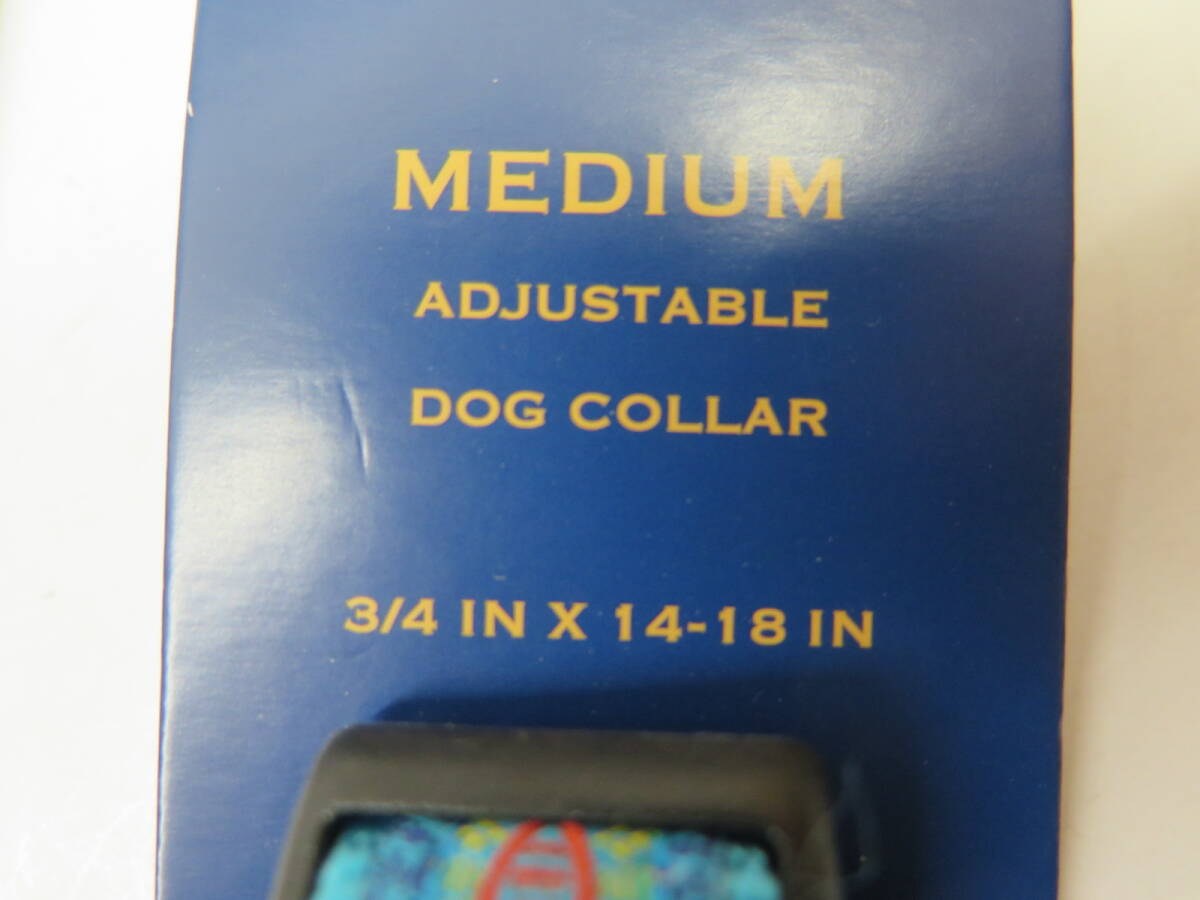 MEDIUM
ADJUSTABLE
DOG COLLAR
3/4 IN X 14-18 IN